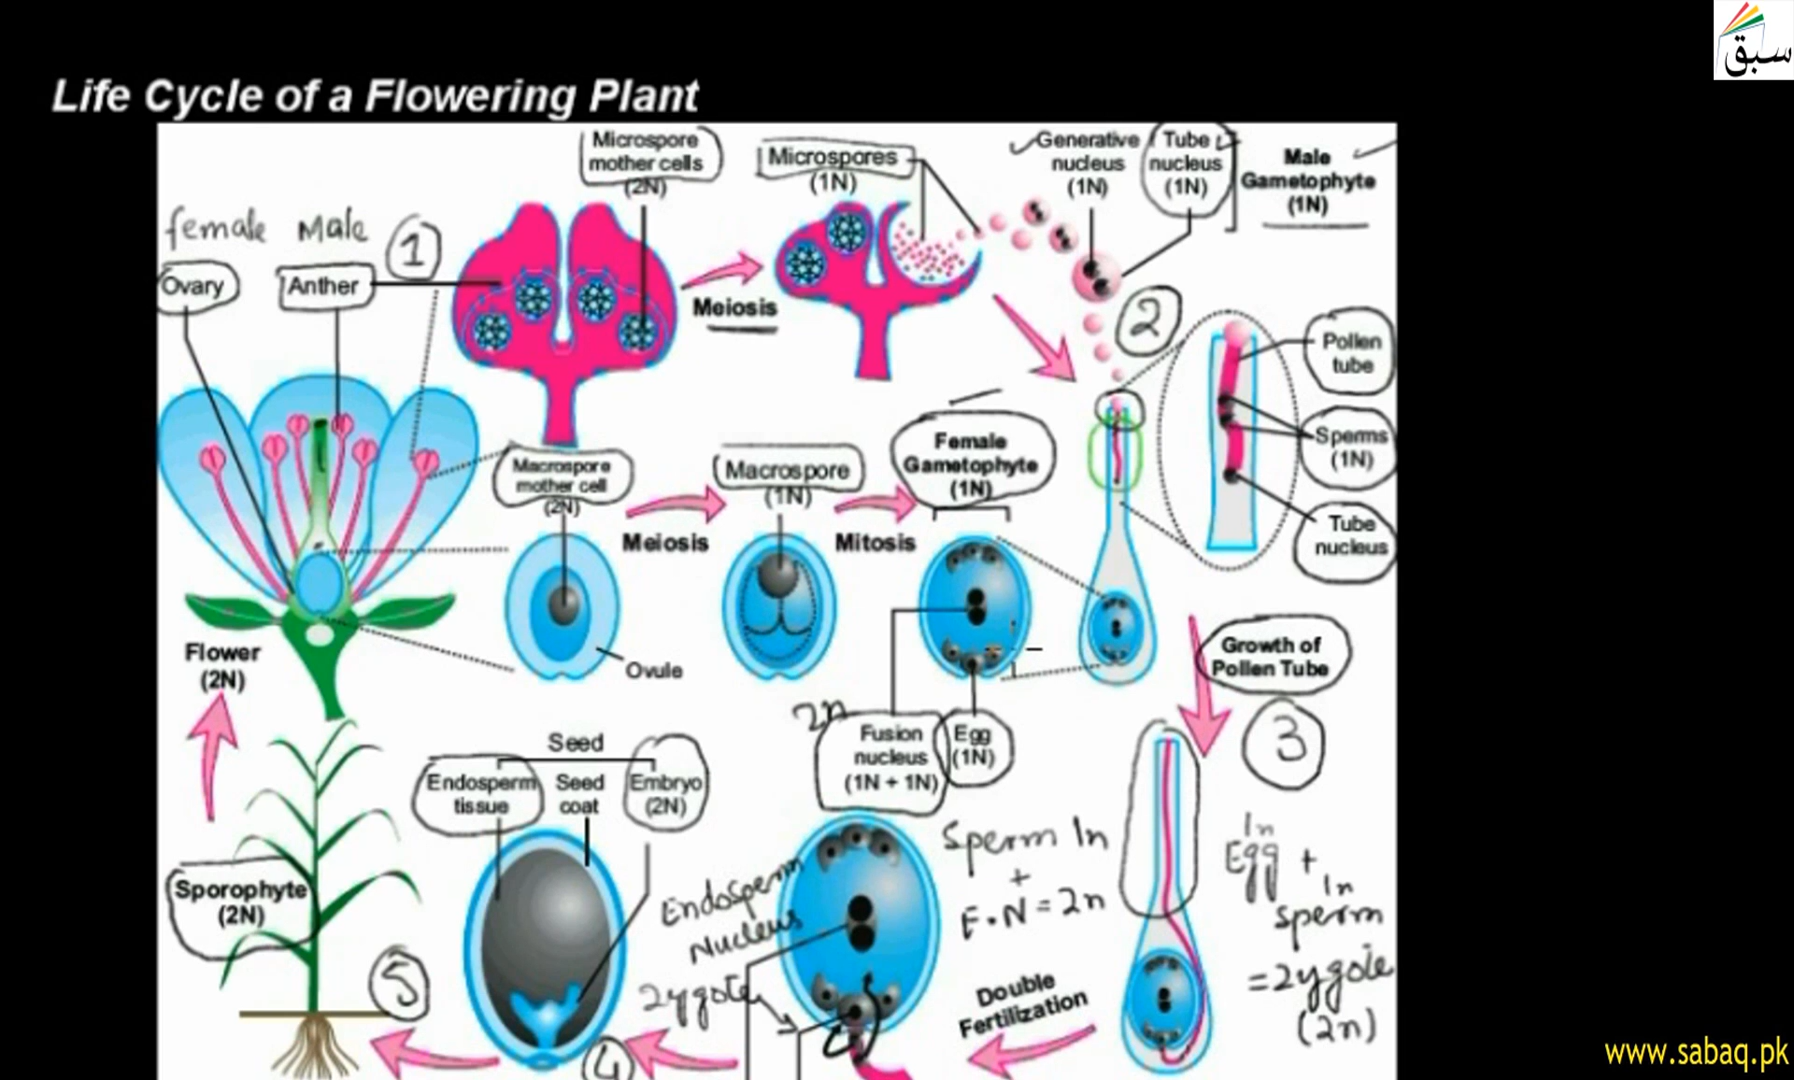 سبق
Life Cycle of a Flowering Plant
Microspore
mother cells
(2N)
Microspores
(1N)
Generative
nucleus
(1N)
Tube
nucleus
(1N)
Male
Gametophyte
(1N)
female Male
1
Ovary
Anther
Meiosis
2
Pollen
tube
Sperms
(1N)
Tube
nucleus
Macrospore
mother cell
(2N)
Macrospore
(1N)
Female
Gametophyte
(1N)
Meiosis
Mitosis
Ovule
Flower
(2N)
Growth of
Pollen Tube
3
2n
Fusion
nucleus
(1N + 1N)
Egg
(1N)
Seed
Endosperm
tissue
Seed
coat
Embryo
(2N)
Sperm 1n
+
F.N = 2n
1n
Egg +
1n
Sperm
= Zygote
(2n)
Endosperm
Nucleus
Zygote
Sporophyte
(2N)
5
4
Double
Fertilization
www.sabaq.pk